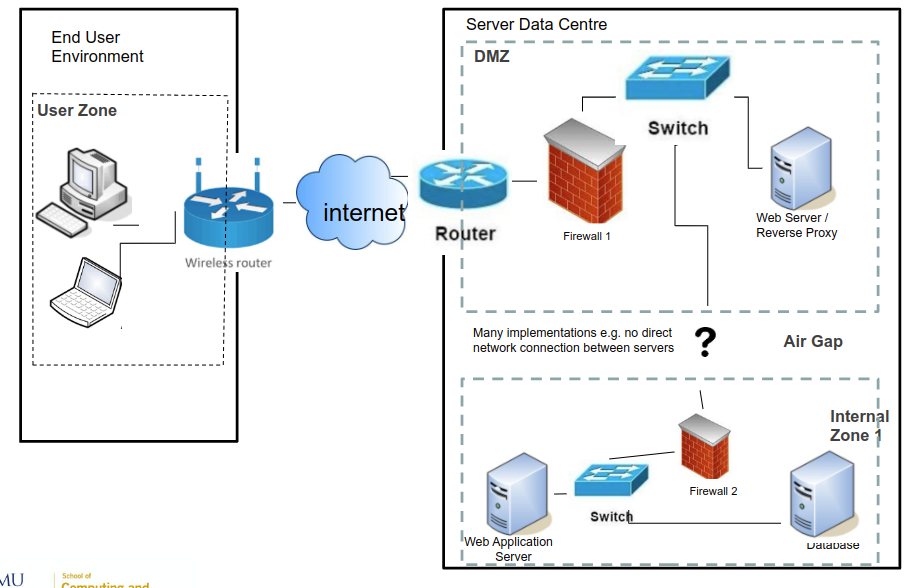 End User
Environment
User Zone
Wireless router
internet
Server Data Centre
DMZ
Switch
Router
Firewall 1
Web Server /
Reverse Proxy
Many implementations e.g. no direct
network connection between servers
?
Air Gap
Internal
Zone 1
Firewall 2
Switch
Web Application
Server
Database
MU
School of
Computing and